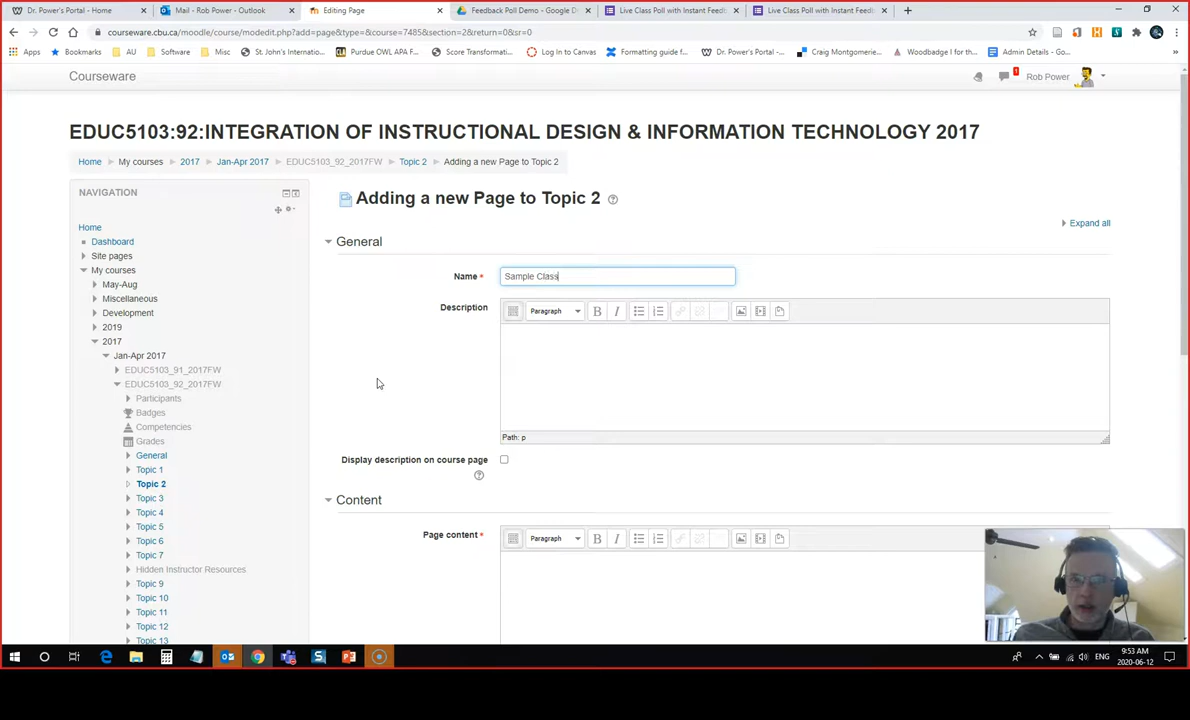 Dr. Power's Portal - Home
Mail - Rob Power - Outlook
Editing Page
Feedback Poll Demo - Google D
Live Class Poll with Instant Feedb
Live Class Poll with Instant Feedb
courseware.cbu.ca/moodle/course/modedit.php?add=page&type=&course=7485&section=2&return=0&sr=0
Apps
Bookmarks
AU
Software
Misc
St. John's Internatio...
Purdue OWL APA F...
Score Transformati...
Log In to Canvas
Formatting guide f...
Dr. Power's Portal -...
Craig Montgomerie...
Woodbadge I for th...
Admin Details - Go...
Courseware
1
Rob Power
EDUC5103:92:INTEGRATION OF INSTRUCTIONAL DESIGN & INFORMATION TECHNOLOGY 2017
Home
My courses
2017
Jan-Apr 2017
EDUC5103_92_2017FW
Topic 2
Adding a new Page to Topic 2
NAVIGATION
Home
Dashboard
Site pages
My courses
May-Aug
Miscellaneous
Development
2019
2017
Jan-Apr 2017
EDUC5103_91_2017FW
EDUC5103_92_2017FW
Participants
Badges
Competencies
Grades
General
Topic 1
Topic 2
Topic 3
Topic 4
Topic 5
Topic 6
Topic 7
Hidden Instructor Resources
Topic 9
Topic 10
Topic 11
Topic 12
Topic 13
Adding a new Page to Topic 2
Expand all
General
Name
Sample Class
Description
Paragraph
B I
Path: p
Display description on course page
Content
Page content
Paragraph
B I
ENG
9:53 AM
2020-06-12